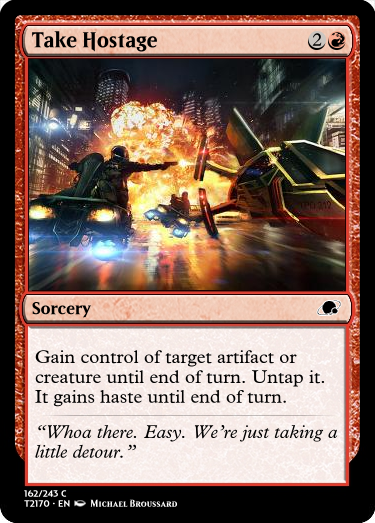 Take Hostage 2
Sorcery
Gain control of target artifact or
creature until end of turn. Untap it.
It gains haste until end of turn.
“Whoa there. Easy. We’re just taking a
little detour.”
162/243 C
T2170 • EN Michael Broussard